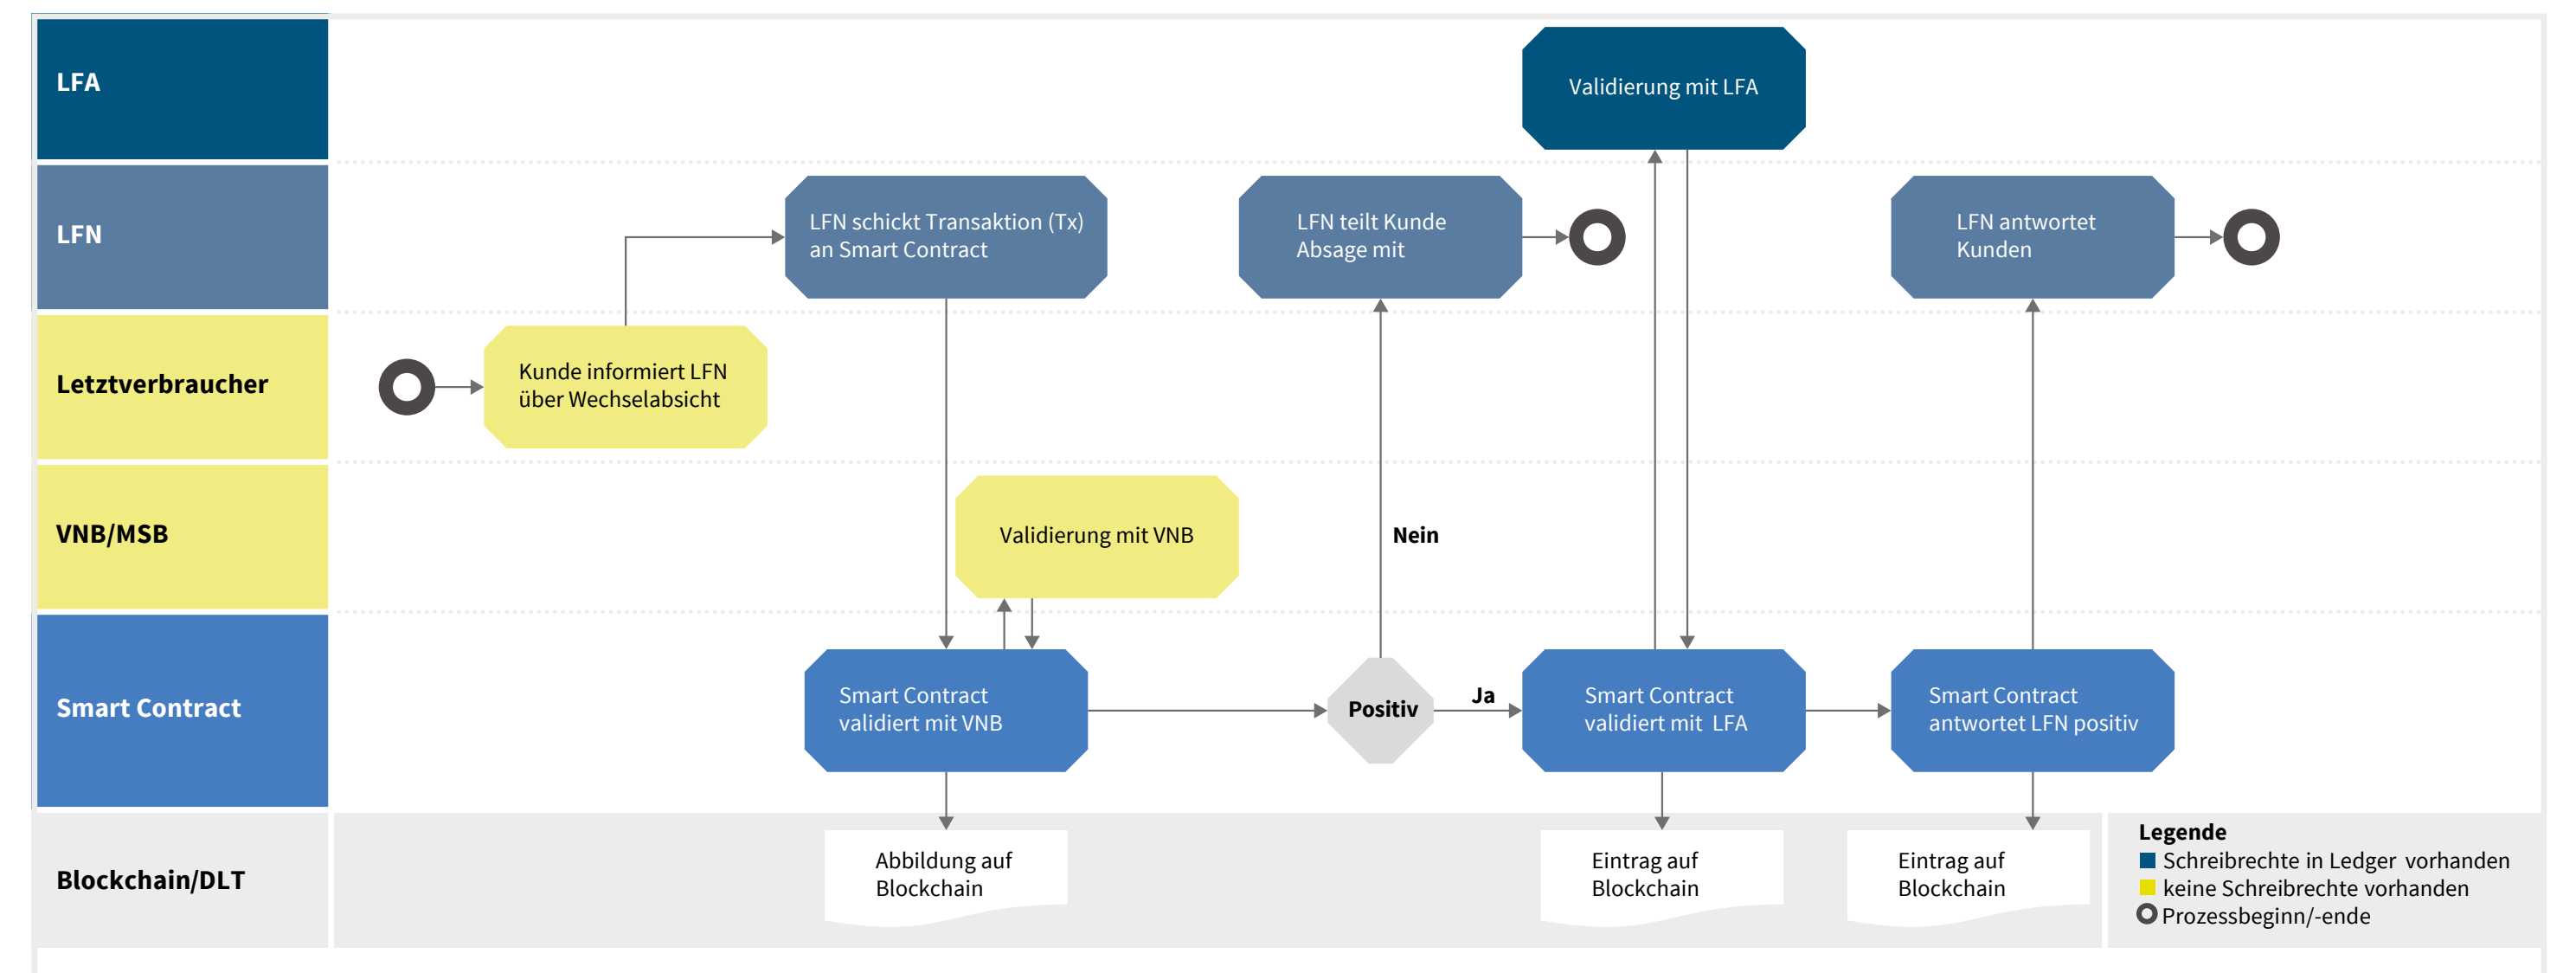 LFA
Validierung mit LFA
LFN
LFN schickt Transaktion (Tx)
an Smart Contract
LFN teilt Kunde
Absage mit
LFN antwortet
Kunden
Letztverbraucher
Kunde informiert LFN
über Wechselabsicht
VNB/MSB
Validierung mit VNB
Nein
Smart Contract
Smart Contract
validiert mit VNB
Positiv
Ja
Smart Contract
validiert mit LFA
Smart Contract
antwortet LFN positiv
Blockchain/DLT
Abbildung auf
Blockchain
Eintrag auf
Blockchain
Eintrag auf
Blockchain
Legende
Schreibrechte in Ledger vorhanden
keine Schreibrechte vorhanden
Prozessbeginn/-ende